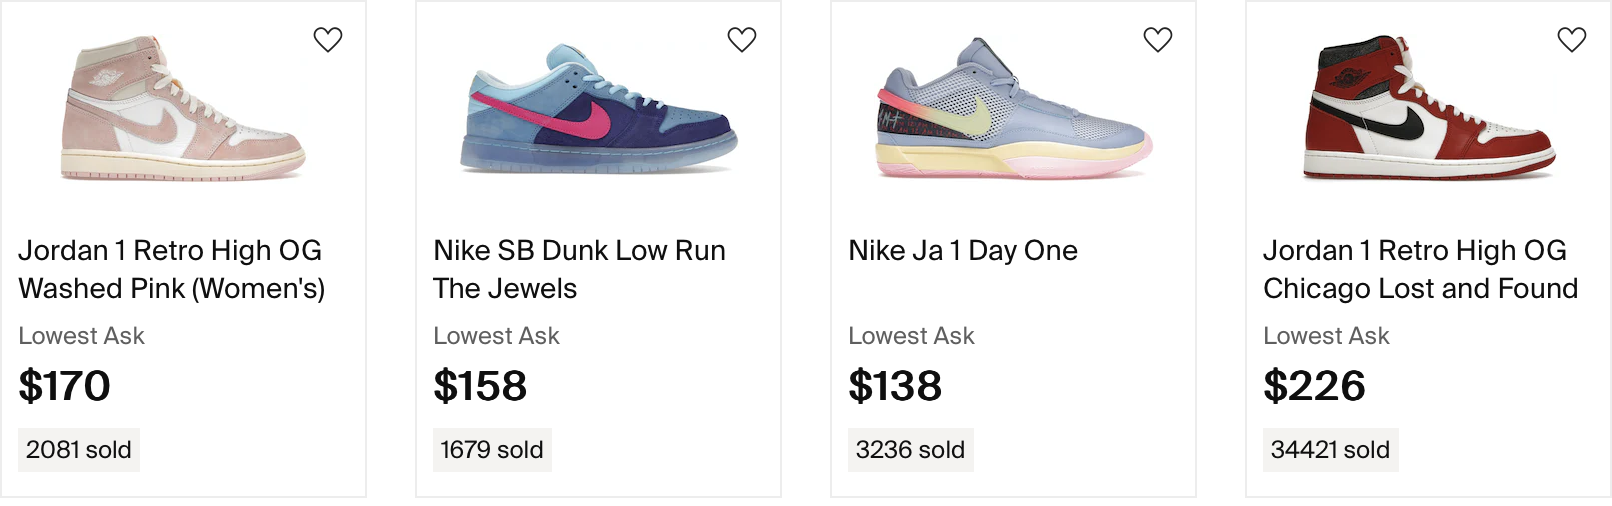 Jordan 1 Retro High OG
Washed Pink (Women's)
Lowest Ask
$170
2081 sold
Nike SB Dunk Low Run
The Jewels
Lowest Ask
$158
1679 sold
Nike Ja 1 Day One
Lowest Ask
$138
3236 sold
Jordan 1 Retro High OG
Chicago Lost and Found
Lowest Ask
$226
34421 sold